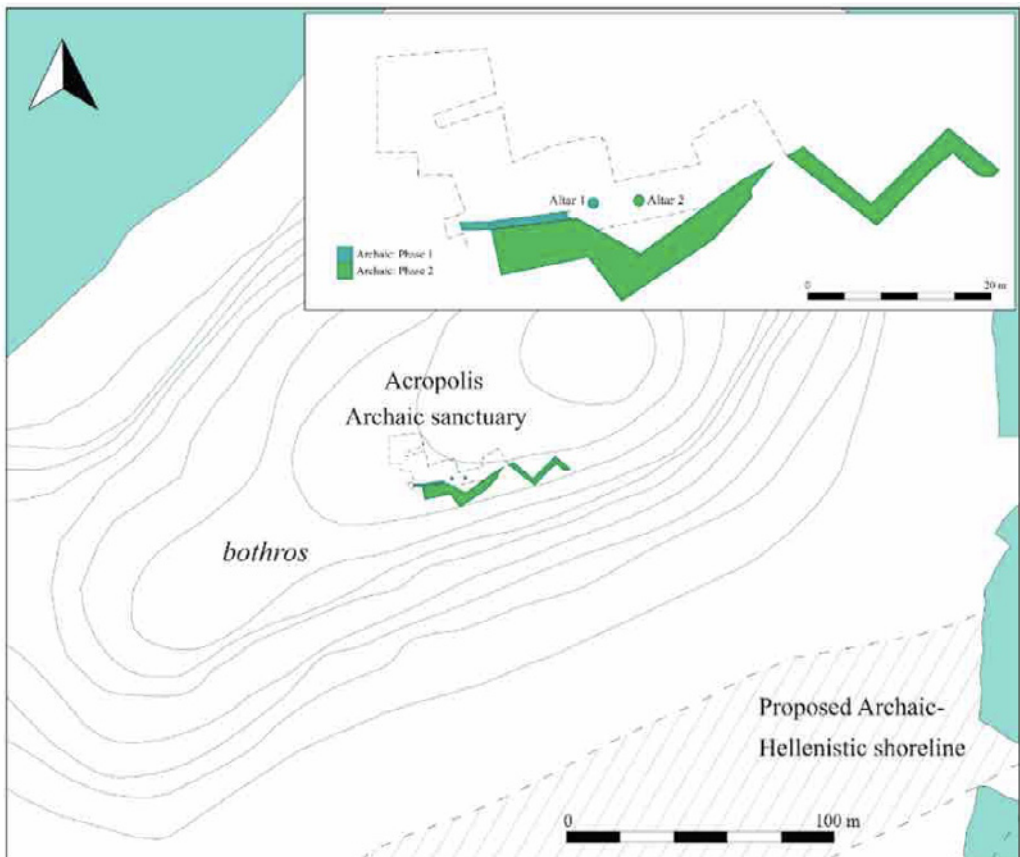 Altar 1
Altar 2
Archaic: Phase 1
Archaic: Phase 2
20 m
Acropolis
Archaic sanctuary
bothros
Proposed Archaic-
Hellenistic shoreline
0
100 m